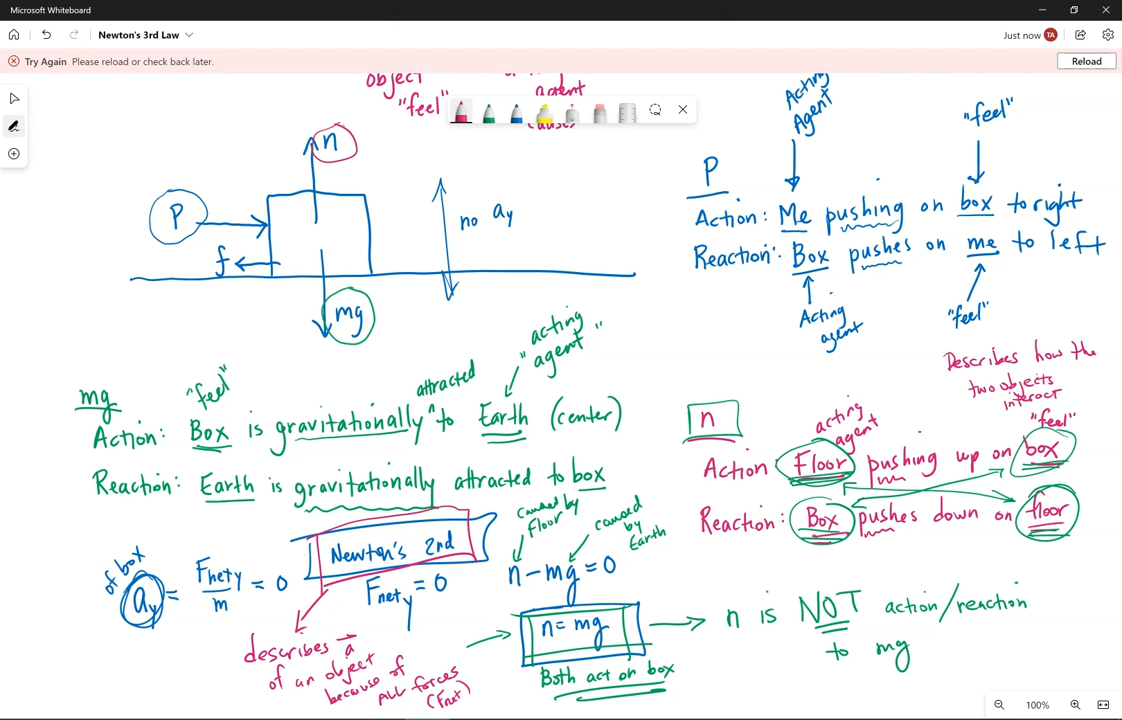 Microsoft Whiteboard
Newton's 3rd Law
Just now TA
Try Again Please reload or check back later.
Reload
object
"feel"
agent
causes
n
P
f
mg
no ay
Acting
Agent
"feel"
P
Action: Me pushing on box to right
Reaction: Box pushes on me to left
Acting
agent
"feel"
mg
"feel"
attracted
"acting
agent"
Action: Box is gravitationally ^ to Earth (center)
Reaction: Earth is gravitationally attracted to box
Describes how the
two objects
interact
n
acting
agent
"feel"
Action: Floor pushing up on box
Reaction: Box pushes down on floor
of box
ay = Fnety/m = 0
Newton's 2nd
Fnety = 0
caused by
Floor
caused
by
Earth
n - mg = 0
n = mg
Both act on box
n is NOT action/reaction
to mg
describes a
of an object
because of
all forces
(Fnet)
100%